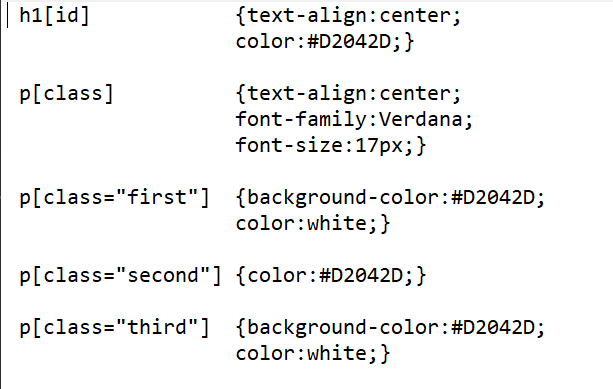 h1[id] {text-align:center;
color:#D2042D;}
p[class] {text-align:center;
font-family:Verdana;
font-size:17px;}
p[class="first"] {background-color:#D2042D;
color:white;}
p[class="second"] {color:#D2042D;}
p[class="third"] {background-color:#D2042D;
color:white;}